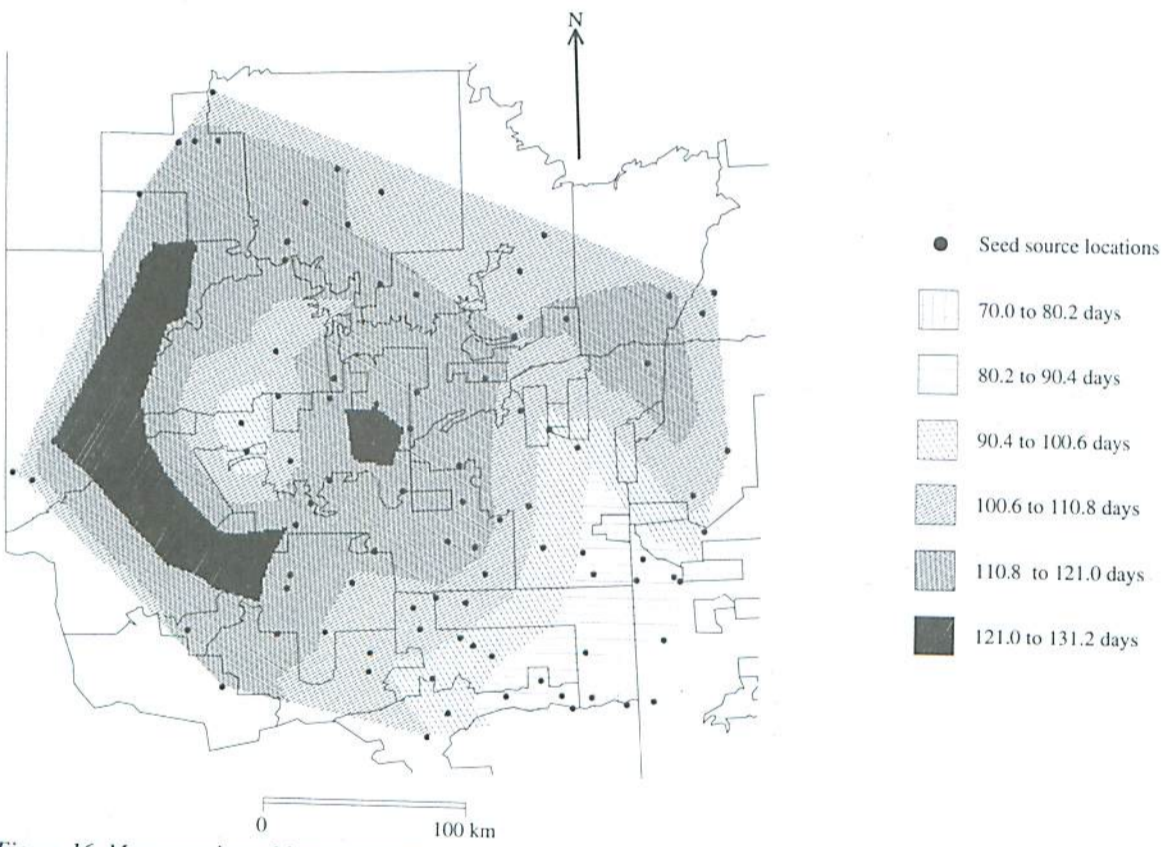 N
Seed source locations
70.0 to 80.2 days
80.2 to 90.4 days
90.4 to 100.6 days
100.6 to 110.8 days
110.8 to 121.0 days
121.0 to 131.2 days
0 100 km
Figure 16.